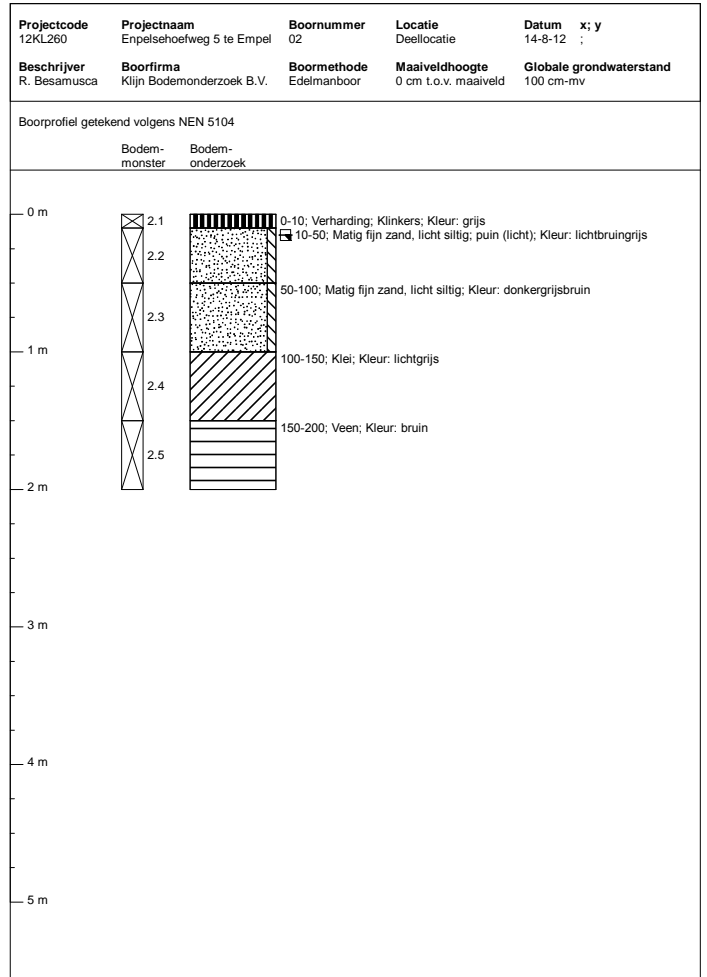 Projectcode Projectnaam Boornummer Locatie Datum x; y
12KL260 Enpelsehoefweg 5 te Empel 02 Deellocatie 14-8-12 ;
Beschrijver Boorfirma Boormethode Maaiveldhoogte Globale grondwaterstand
R. Besamusca Klijn Bodemonderzoek B.V. Edelmanboor 0 cm t.o.v. maaiveld 100 cm-mv
Boorprofiel getekend volgens NEN 5104
Bodem- Bodem-
monster onderzoek
0 m
2.1 0-10; Verharding; Klinkers; Kleur: grijs
10-50; Matig fijn zand, licht siltig; puin (licht); Kleur: lichtbruingrijs
2.2
50-100; Matig fijn zand, licht siltig; Kleur: donkergrijsbruin
2.3
1 m
100-150; Klei; Kleur: lichtgrijs
2.4
150-200; Veen; Kleur: bruin
2.5
2 m
3 m
4 m
5 m